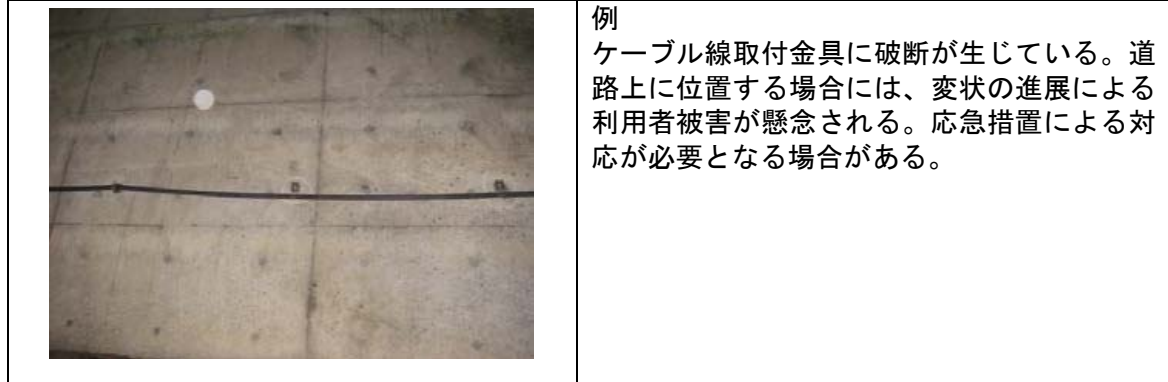 例
ケーブル線取付金具に破断が生じている。道
路上に位置する場合には、変状の進展による
利用者被害が懸念される。応急措置による対
応が必要となる場合がある。